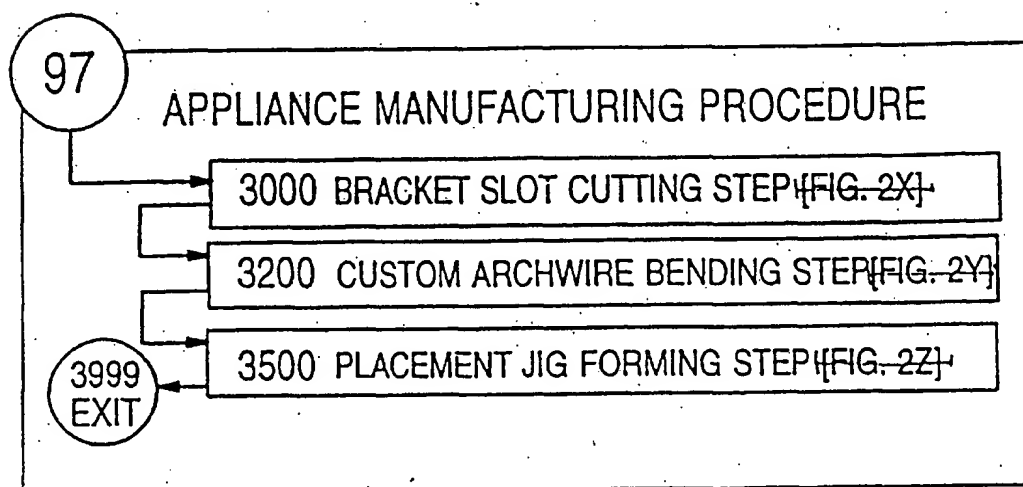 97
APPLIANCE MANUFACTURING PROCEDURE
3000 BRACKET SLOT CUTTING STEP [FIG. 2X]
3200 CUSTOM ARCHWIRE BENDING STEP [FIG. 2Y]
3500 PLACEMENT JIG FORMING STEP [FIG. 2Z]
3999
EXIT